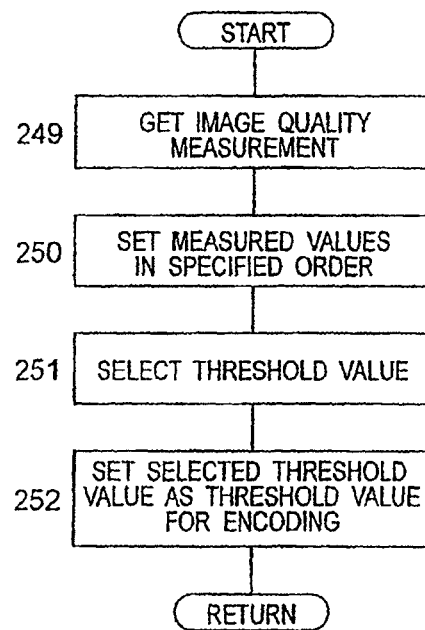 START
249
GET IMAGE QUALITY
MEASUREMENT
250
SET MEASURED VALUES
IN SPECIFIED ORDER
251
SELECT THRESHOLD VALUE
252
SET SELECTED THRESHOLD
VALUE AS THRESHOLD VALUE
FOR ENCODING
RETURN